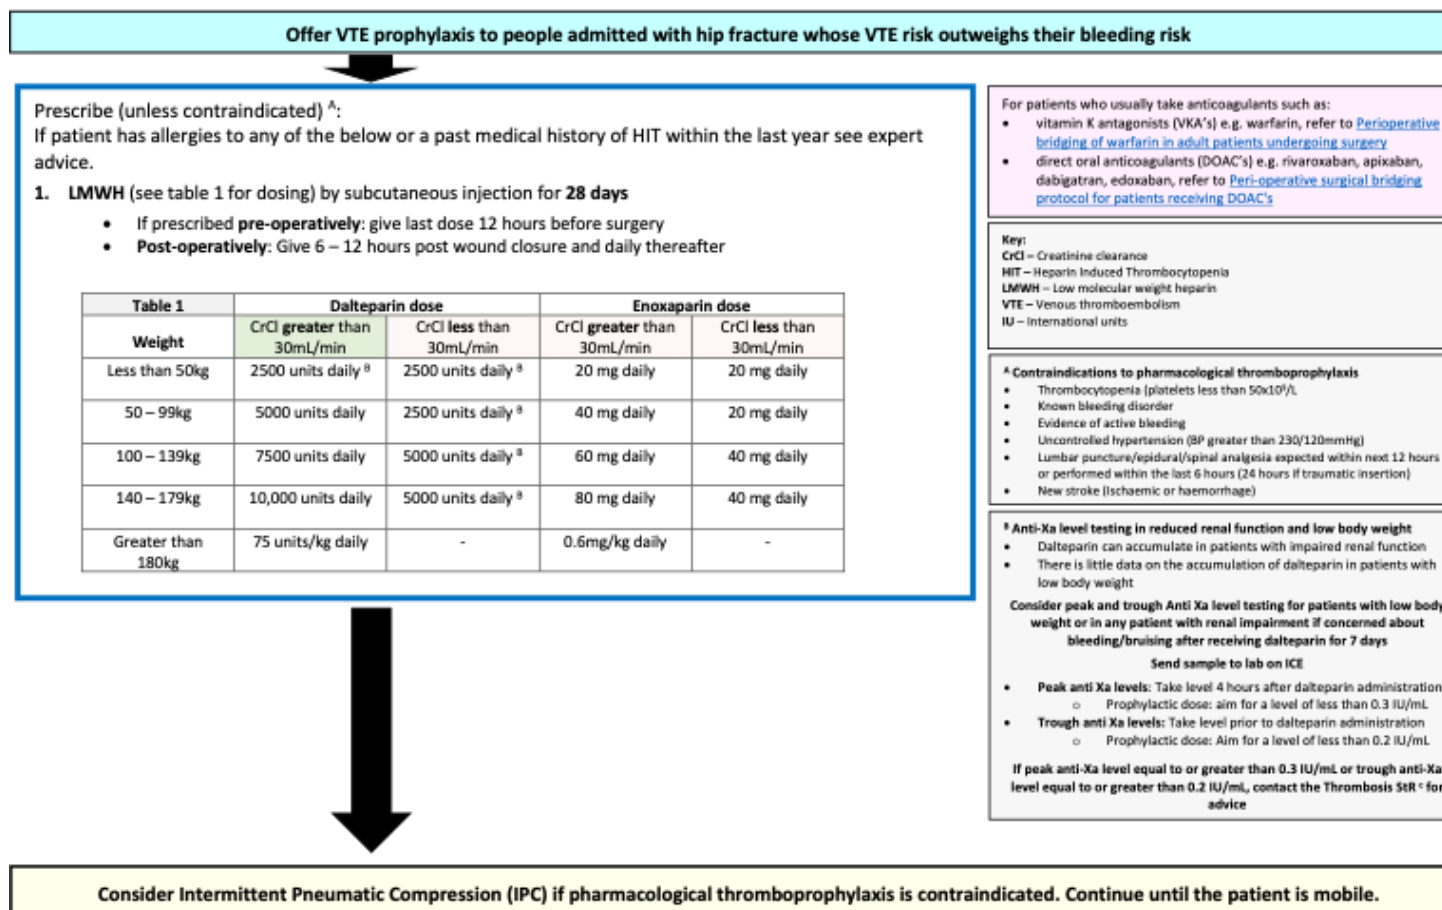 Offer VTE prophylaxis to people admitted with hip fracture whose VTE risk outweighs their bleeding risk
Prescribe (unless contraindicated) ᴬ:
If patient has allergies to any of the below or a past medical history of HIT within the last year see expert
advice.
1. LMWH (see table 1 for dosing) by subcutaneous injection for 28 days
• If prescribed pre-operatively: give last dose 12 hours before surgery
• Post-operatively: Give 6 – 12 hours post wound closure and daily thereafter
Table 1 Dalteparin dose Enoxaparin dose
Weight CrCl greater than 30mL/min CrCl less than 30mL/min CrCl greater than 30mL/min CrCl less than 30mL/min
Less than 50kg 2500 units daily ᴮ 2500 units daily ᴮ 20 mg daily 20 mg daily
50 – 99kg 5000 units daily 2500 units daily ᴮ 40 mg daily 20 mg daily
100 – 139kg 7500 units daily 5000 units daily ᴮ 60 mg daily 40 mg daily
140 – 179kg 10,000 units daily 5000 units daily ᴮ 80 mg daily 40 mg daily
Greater than 180kg 75 units/kg daily - 0.6mg/kg daily -
For patients who usually take anticoagulants such as:
• vitamin K antagonists (VKA's) e.g. warfarin, refer to Perioperative
bridging of warfarin in adult patients undergoing surgery
• direct oral anticoagulants (DOAC's) e.g. rivaroxaban, apixaban,
dabigatran, edoxaban, refer to Peri-operative surgical bridging
protocol for patients receiving DOAC's
Key:
CrCl – Creatinine clearance
HIT – Heparin Induced Thrombocytopenia
LMWH – Low molecular weight heparin
VTE – Venous thromboembolism
IU – International units
ᴬ Contraindications to pharmacological thromboprophylaxis
• Thrombocytopenia (platelets less than 50x10⁹/L
• Known bleeding disorder
• Evidence of active bleeding
• Uncontrolled hypertension (BP greater than 230/120mmHg)
• Lumbar puncture/epidural/spinal analgesia expected within next 12 hours
or performed within the last 6 hours (24 hours if traumatic insertion)
• New stroke (Ischaemic or haemorrhage)
ᴮ Anti-Xa level testing in reduced renal function and low body weight
• Dalteparin can accumulate in patients with impaired renal function
• There is little data on the accumulation of dalteparin in patients with
low body weight
Consider peak and trough Anti Xa level testing for patients with low body
weight or in any patient with renal impairment if concerned about
bleeding/bruising after receiving dalteparin for 7 days
Send sample to lab on ICE
• Peak anti Xa levels: Take level 4 hours after dalteparin administration
o Prophylactic dose: aim for a level of less than 0.3 IU/mL
• Trough anti Xa levels: Take level prior to dalteparin administration
o Prophylactic dose: Aim for a level of less than 0.2 IU/mL
If peak anti-Xa level equal to or greater than 0.3 IU/mL or trough anti-Xa
level equal to or greater than 0.2 IU/mL, contact the Thrombosis StR ᶜ for
advice
Consider Intermittent Pneumatic Compression (IPC) if pharmacological thromboprophylaxis is contraindicated. Continue until the patient is mobile.